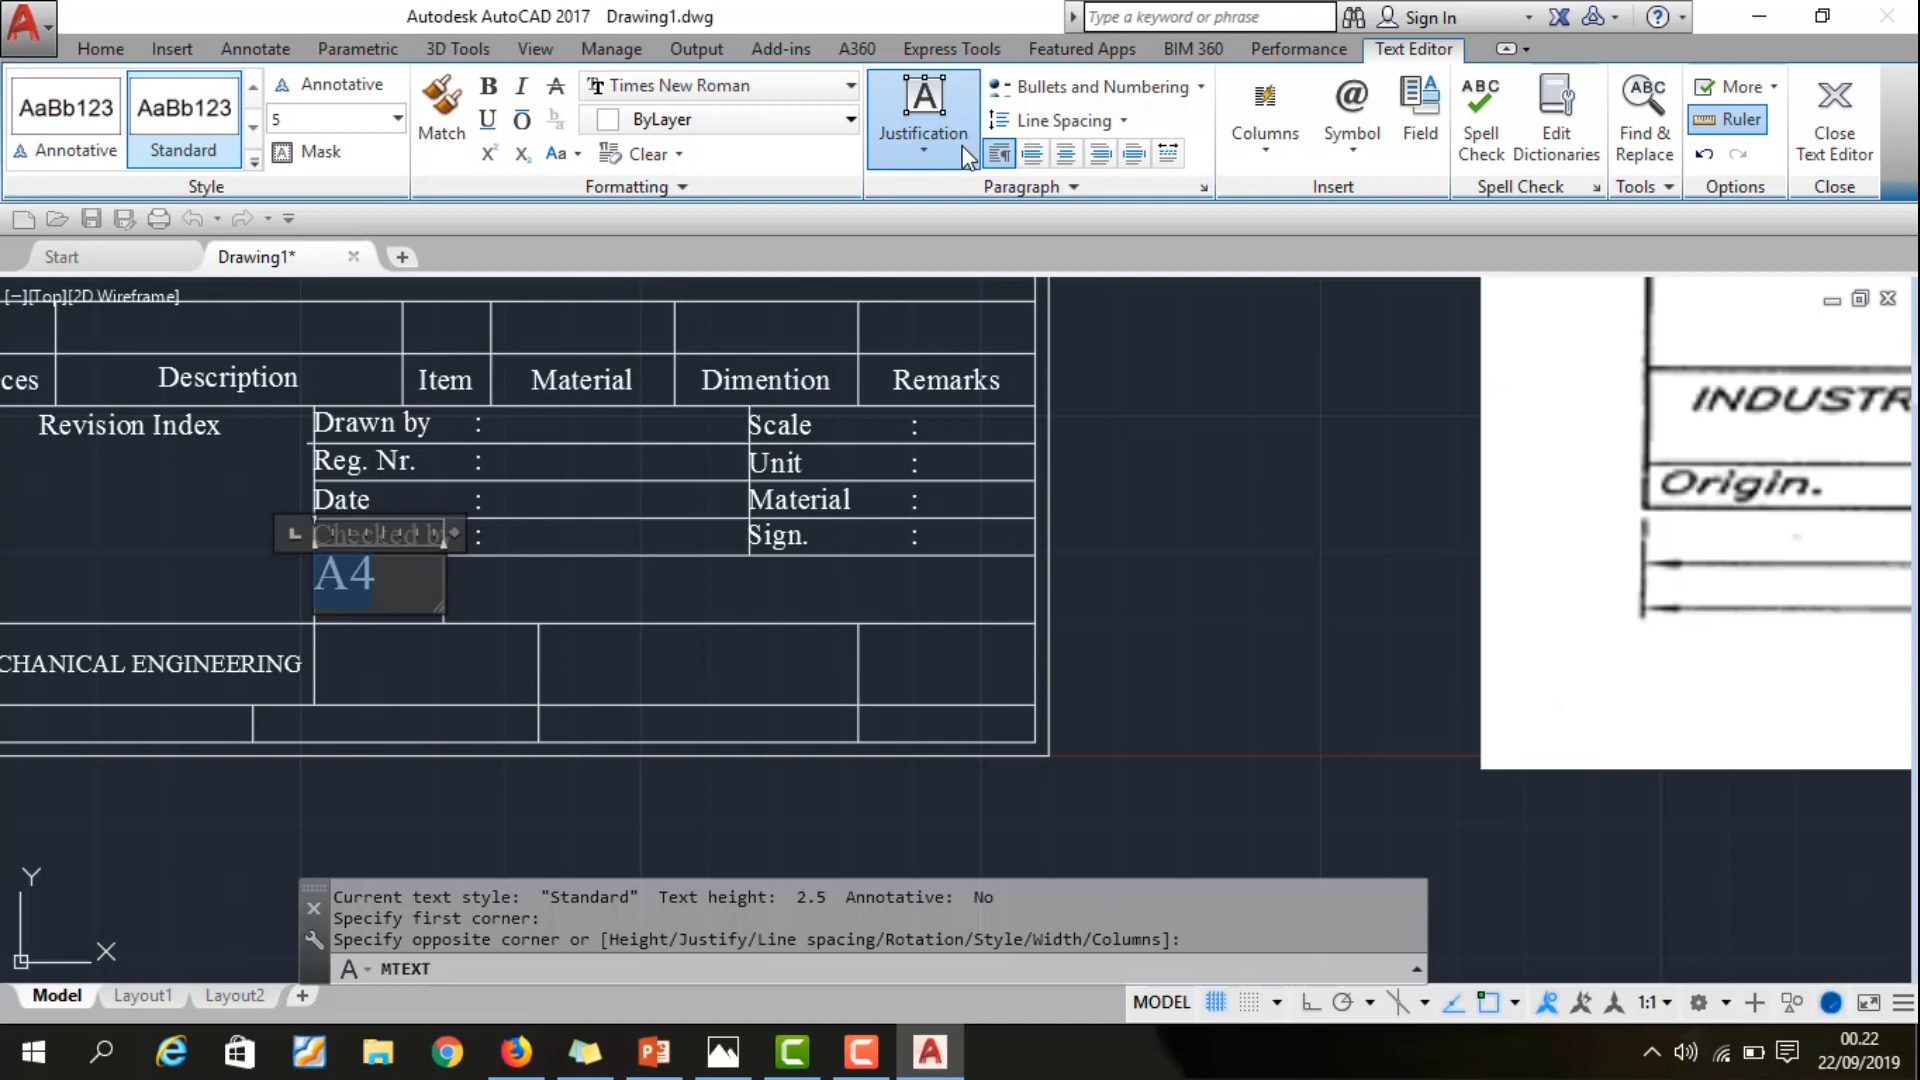 Autodesk AutoCAD 2017 Drawing1.dwg
Type a keyword or phrase
Sign In
Home Insert Annotate Parametric 3D Tools View Manage Output Add-ins A360 Express Tools Featured Apps BIM 360 Performance Text Editor
AaBb123 AaBb123
Annotative Standard
Annotative
5
Mask
Style
Match
B I A
Times New Roman
U O
ByLayer
X² X₂ Aa Clear
Formatting
A
Justification
Bullets and Numbering
Line Spacing
Paragraph
Columns
@
Symbol
Field
Insert
ABC
Spell Check
Edit Dictionaries
Spell Check
ABC
Find & Replace
Tools
More
Ruler
Options
Close Text Editor
Close
Start Drawing1*
[−][Top][2D Wireframe]
ces Description Item Material Dimention Remarks
Revision Index
Drawn by : Scale :
Reg. Nr. : Unit :
Date : Material :
Checked by : Sign. :
A4
CHANICAL ENGINEERING
INDUSTR
Origin.
Y
X
Current text style: "Standard" Text height: 2.5 Annotative: No
Specify first corner:
Specify opposite corner or [Height/Justify/Line spacing/Rotation/Style/Width/Columns]:
MTEXT
Model Layout1 Layout2
MODEL
1:1
00.22
22/09/2019